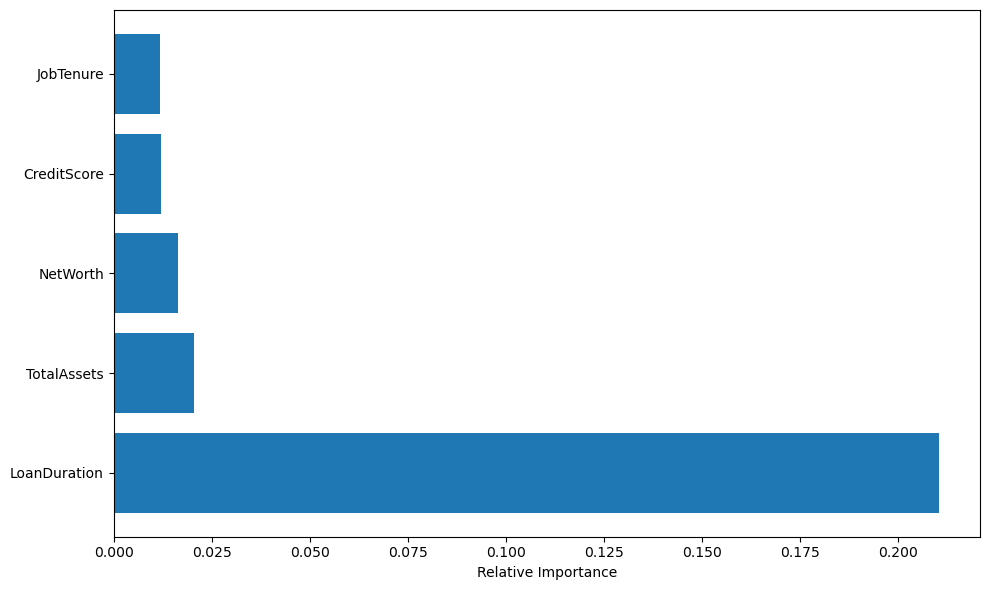 JobTenure
CreditScore
NetWorth
TotalAssets
LoanDuration
0.000 0.025 0.050 0.075 0.100 0.125 0.150 0.175 0.200
Relative Importance